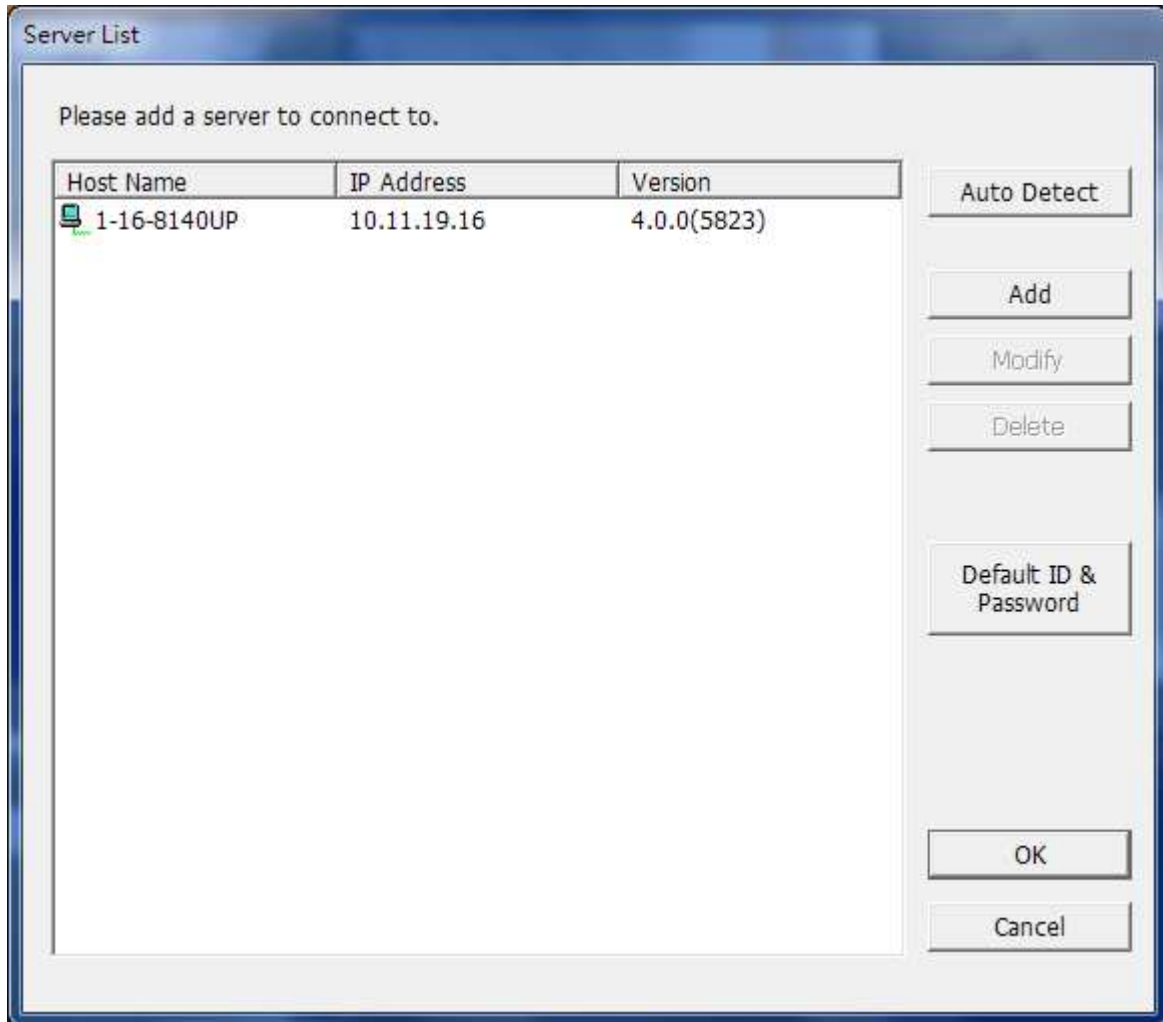 Server List
Please add a server to connect to.
Host Name IP Address Version
1-16-8140UP 10.11.19.16 4.0.0(5823)
Auto Detect
Add
Modify
Delete
Default ID &
Password
OK
Cancel